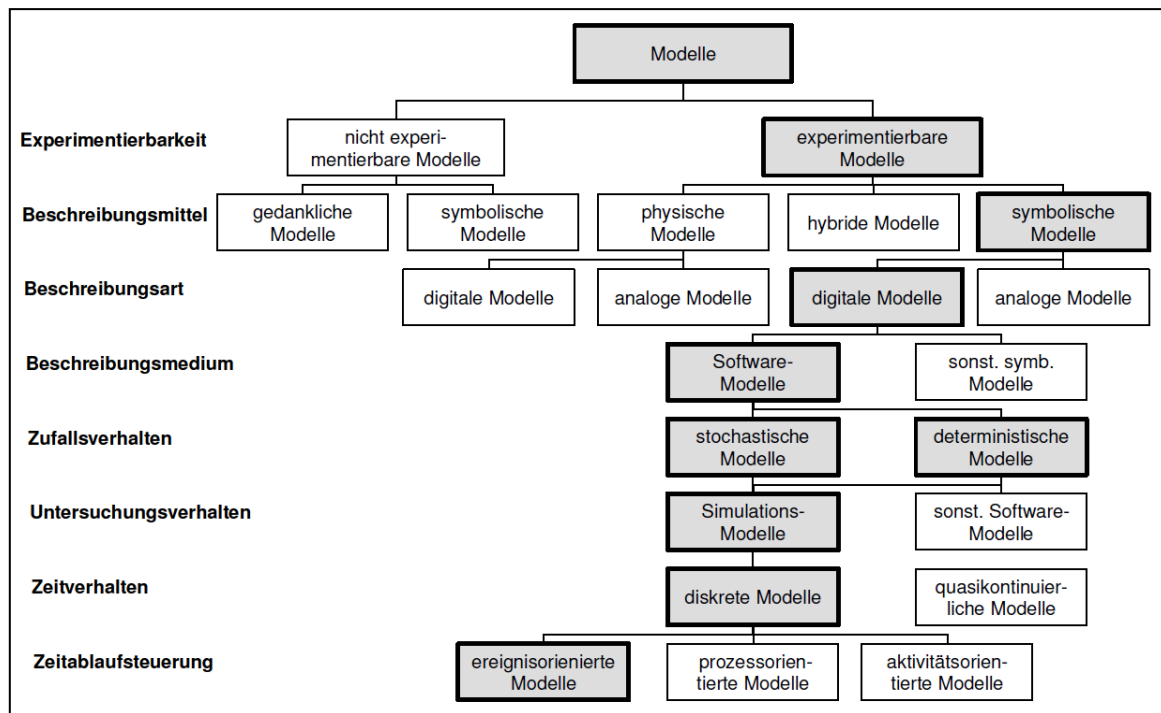 Modelle
Experimentierbarkeit
nicht experi-
mentierbare Modelle
experimentierbare
Modelle
Beschreibungsmittel
gedankliche
Modelle
symbolische
Modelle
physische
Modelle
hybride Modelle
symbolische
Modelle
Beschreibungsart
digitale Modelle
analoge Modelle
digitale Modelle
analoge Modelle
Beschreibungsmedium
Software-
Modelle
sonst. symb.
Modelle
Zufallsverhalten
stochastische
Modelle
deterministische
Modelle
Untersuchungsverhalten
Simulations-
Modelle
sonst. Software-
Modelle
Zeitverhalten
diskrete Modelle
quasikontinuier-
liche Modelle
Zeitablaufsteuerung
ereignisorienierte
Modelle
prozessorien-
tierte Modelle
aktivitätsorien-
tierte Modelle